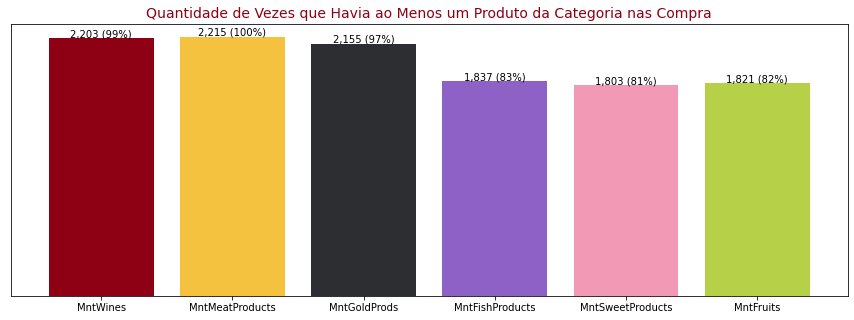 Quantidade de Vezes que Havia ao Menos um Produto da Categoria nas Compra
2,203 (99%)
2,215 (100%)
2,155 (97%)
1,837 (83%)
1,803 (81%)
1,821 (82%)
MntWines
MntMeatProducts
MntGoldProds
MntFishProducts
MntSweetProducts
MntFruits